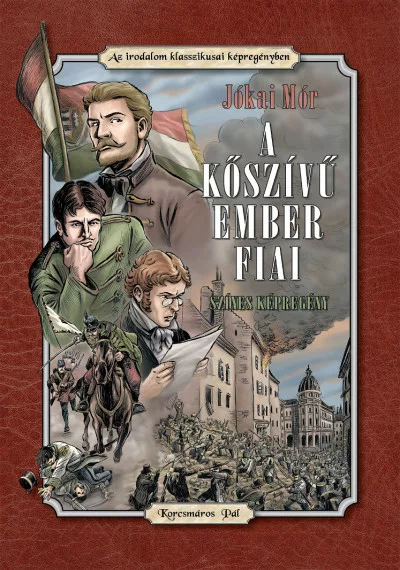 Az irodalom klasszikusai képregényben
Jókai Mór
A
KŐSZÍVŰ
EMBER
FIAI
SZÍNES KÉPREGÉNY
Korcsmáros Pál